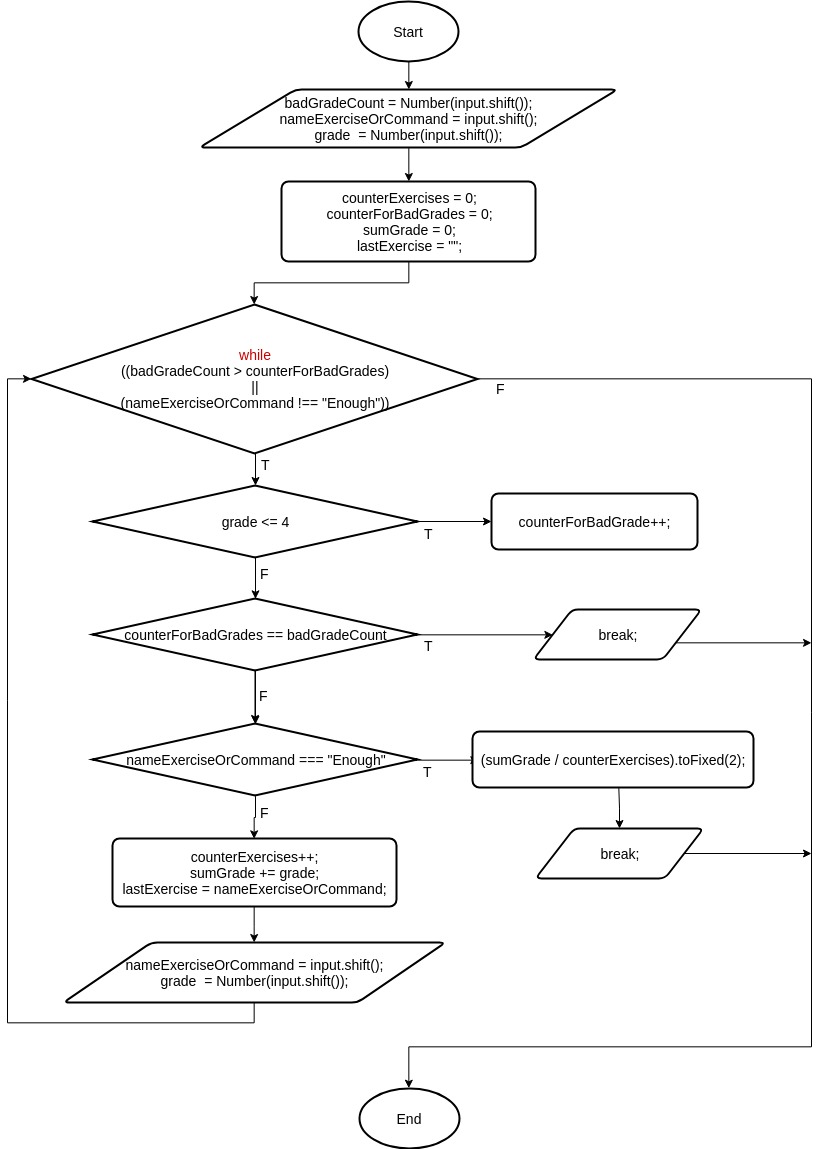 Start
badGradeCount = Number(input.shift());
nameExerciseOrCommand = input.shift();
grade  = Number(input.shift());
counterExercises = 0;
counterForBadGrades = 0;
sumGrade = 0;
lastExercise = "";
while
((badGradeCount > counterForBadGrades)
||
(nameExerciseOrCommand !== "Enough"))
F
T
grade <= 4
T
counterForBadGrade++;
F
counterForBadGrades == badGradeCount
T
break;
F
nameExerciseOrCommand === "Enough"
T
(sumGrade / counterExercises).toFixed(2);
F
break;
counterExercises++;
sumGrade += grade;
lastExercise = nameExerciseOrCommand;
nameExerciseOrCommand = input.shift();
grade  = Number(input.shift());
End